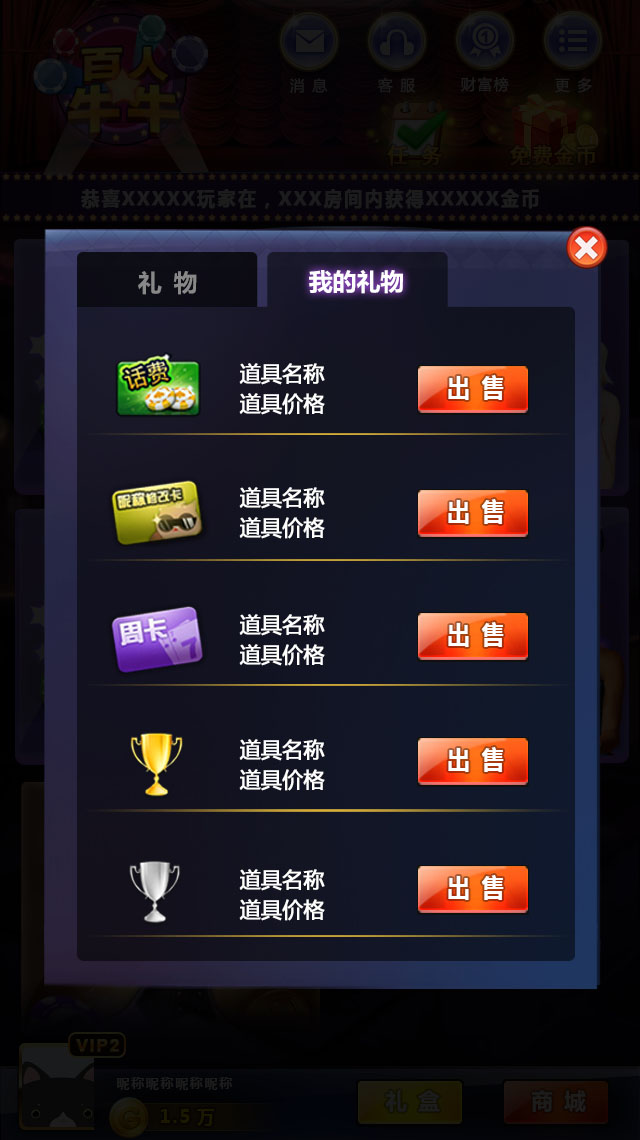 百人
牛牛
消息
客服
财富榜
更多
任务
免费金币
恭喜XXXXX玩家在，XXX房间内获得XXXXX金币
礼物
我的礼物
话费
道具名称
道具价格
出售
昵称修改卡
道具名称
道具价格
出售
周卡
7
道具名称
道具价格
出售
道具名称
道具价格
出售
道具名称
道具价格
出售
VIP2
昵称昵称昵称昵称
1.5万
礼盒
商城